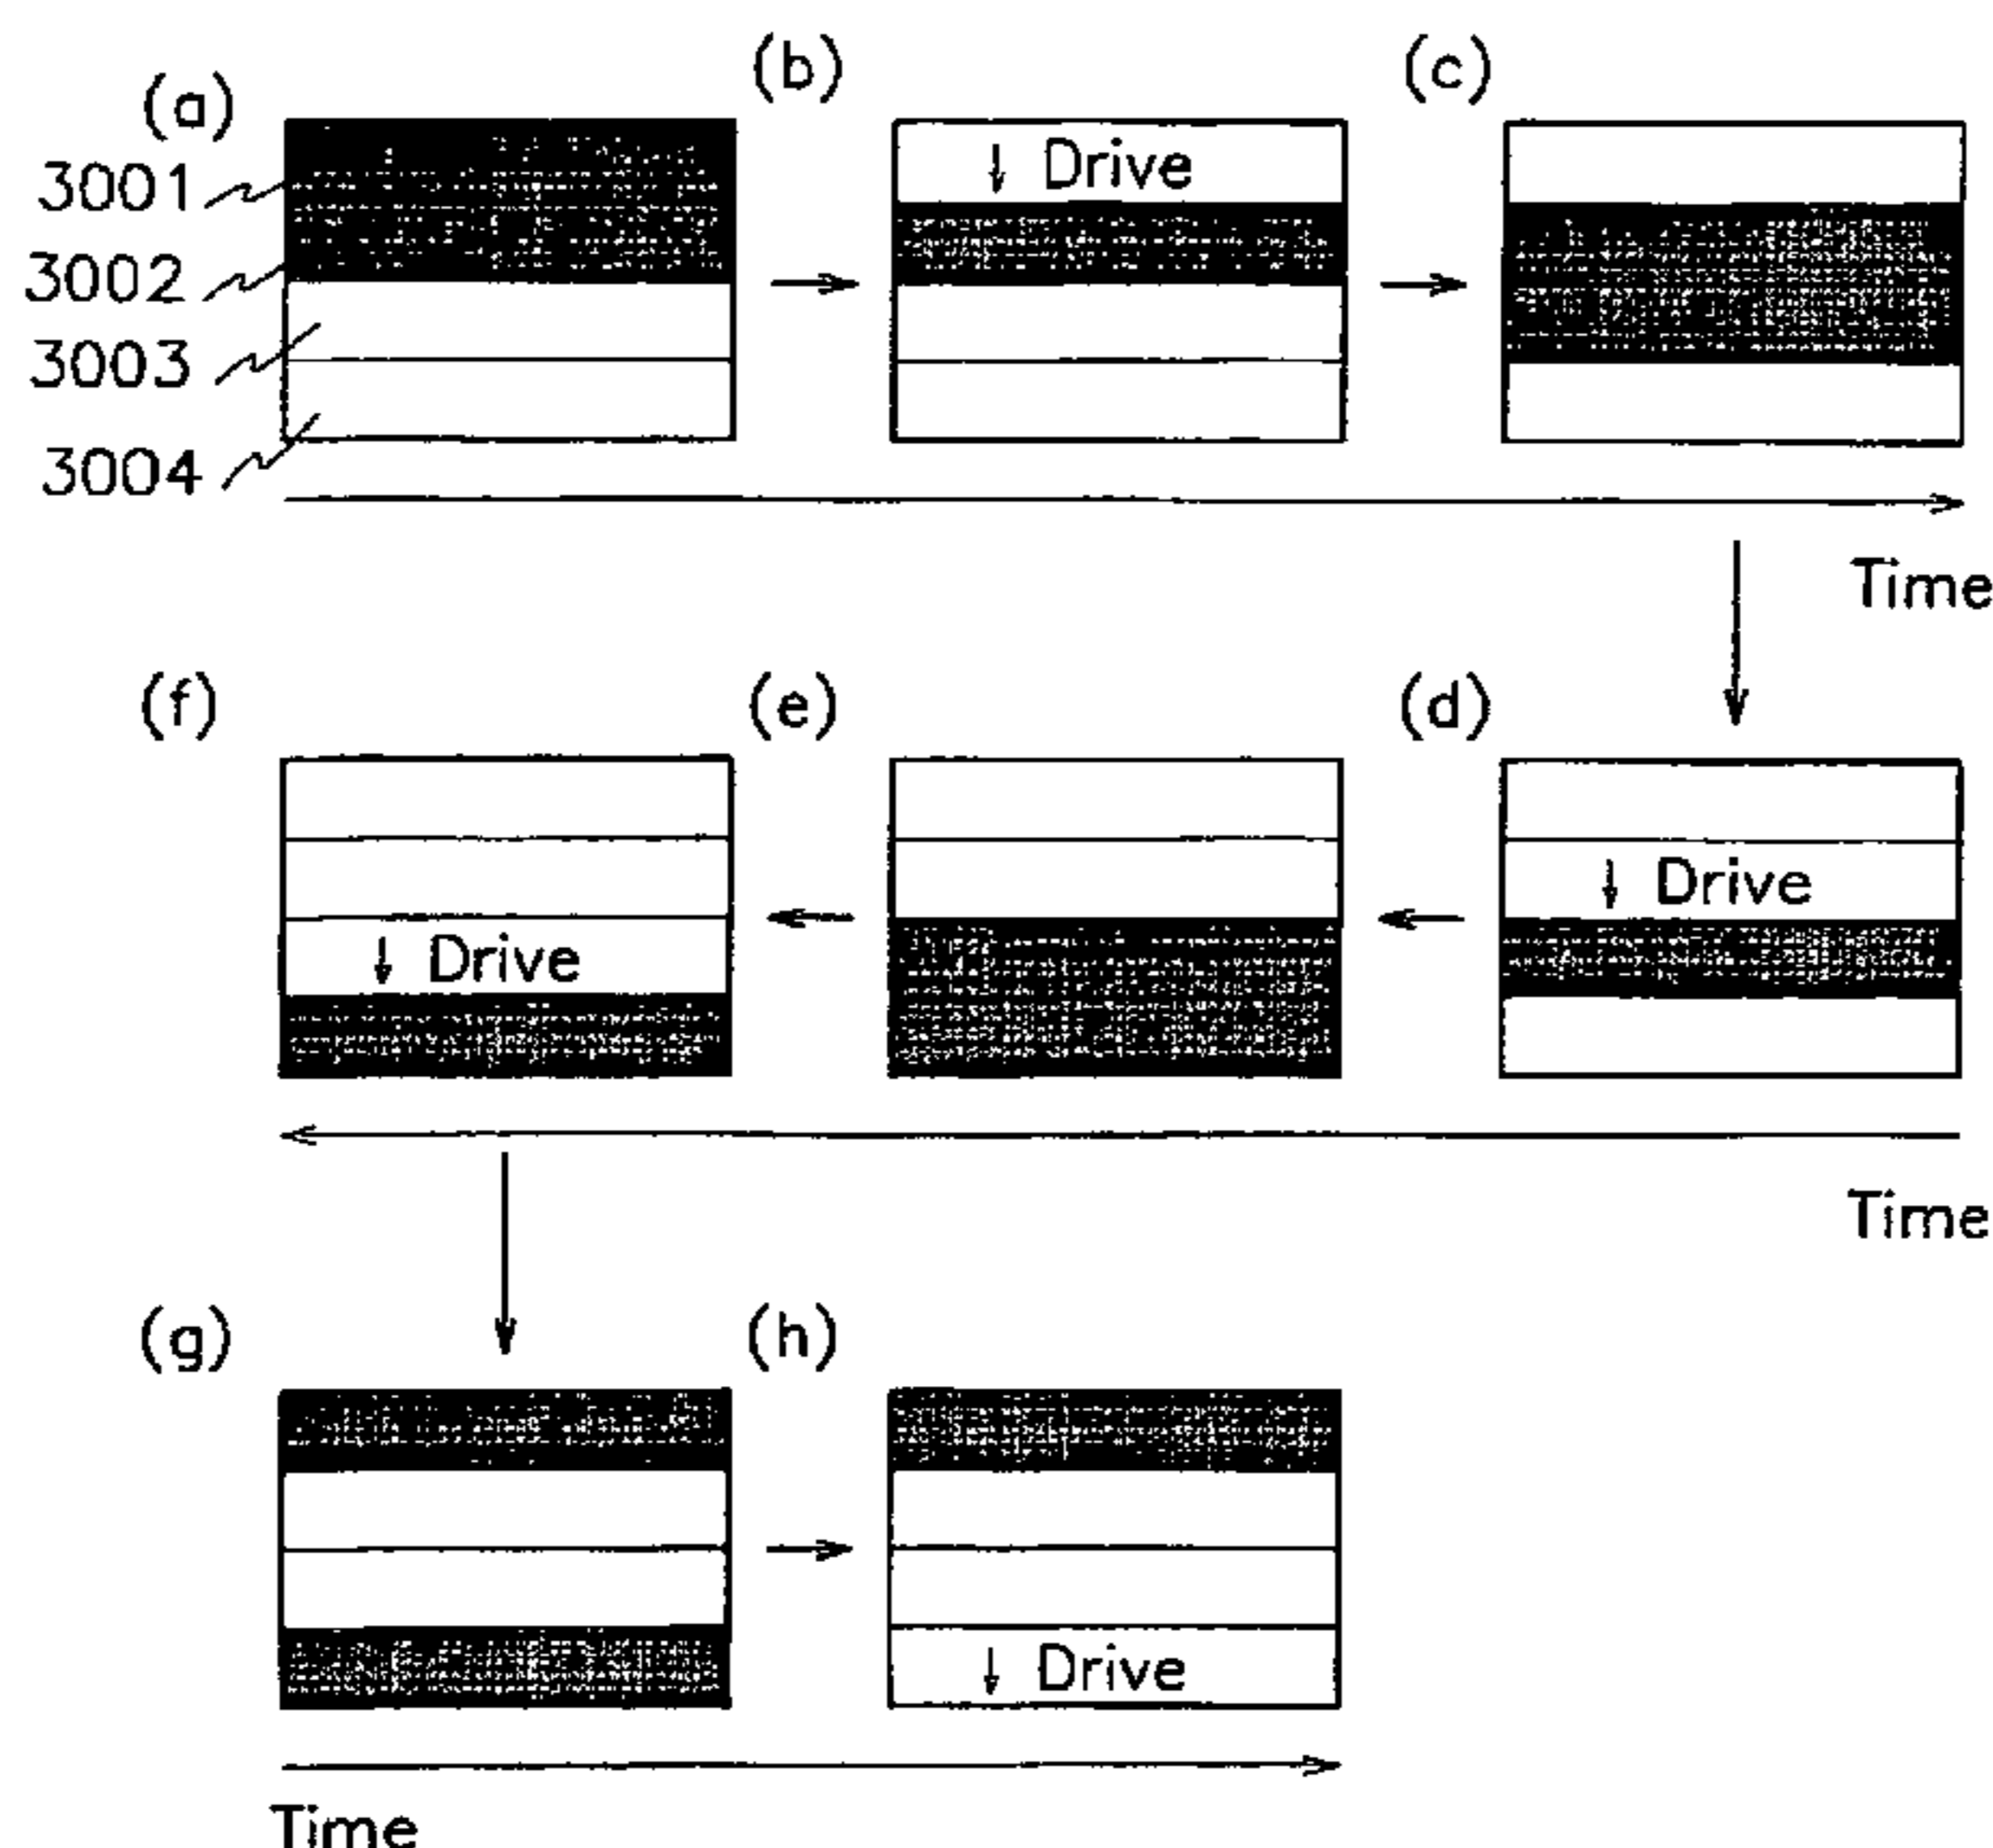 (a)
(b)
(c)
3001
3002
3003
3004
↓ Drive
Time
(f)
(e)
(d)
↓ Drive
↓ Drive
Time
(g)
(h)
↓ Drive
Time